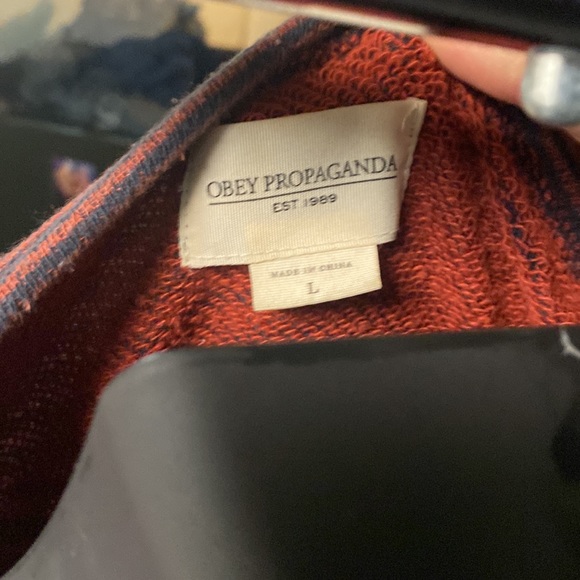 OBEY PROPAGANDA
EST 1989
MADE IN CHINA
L